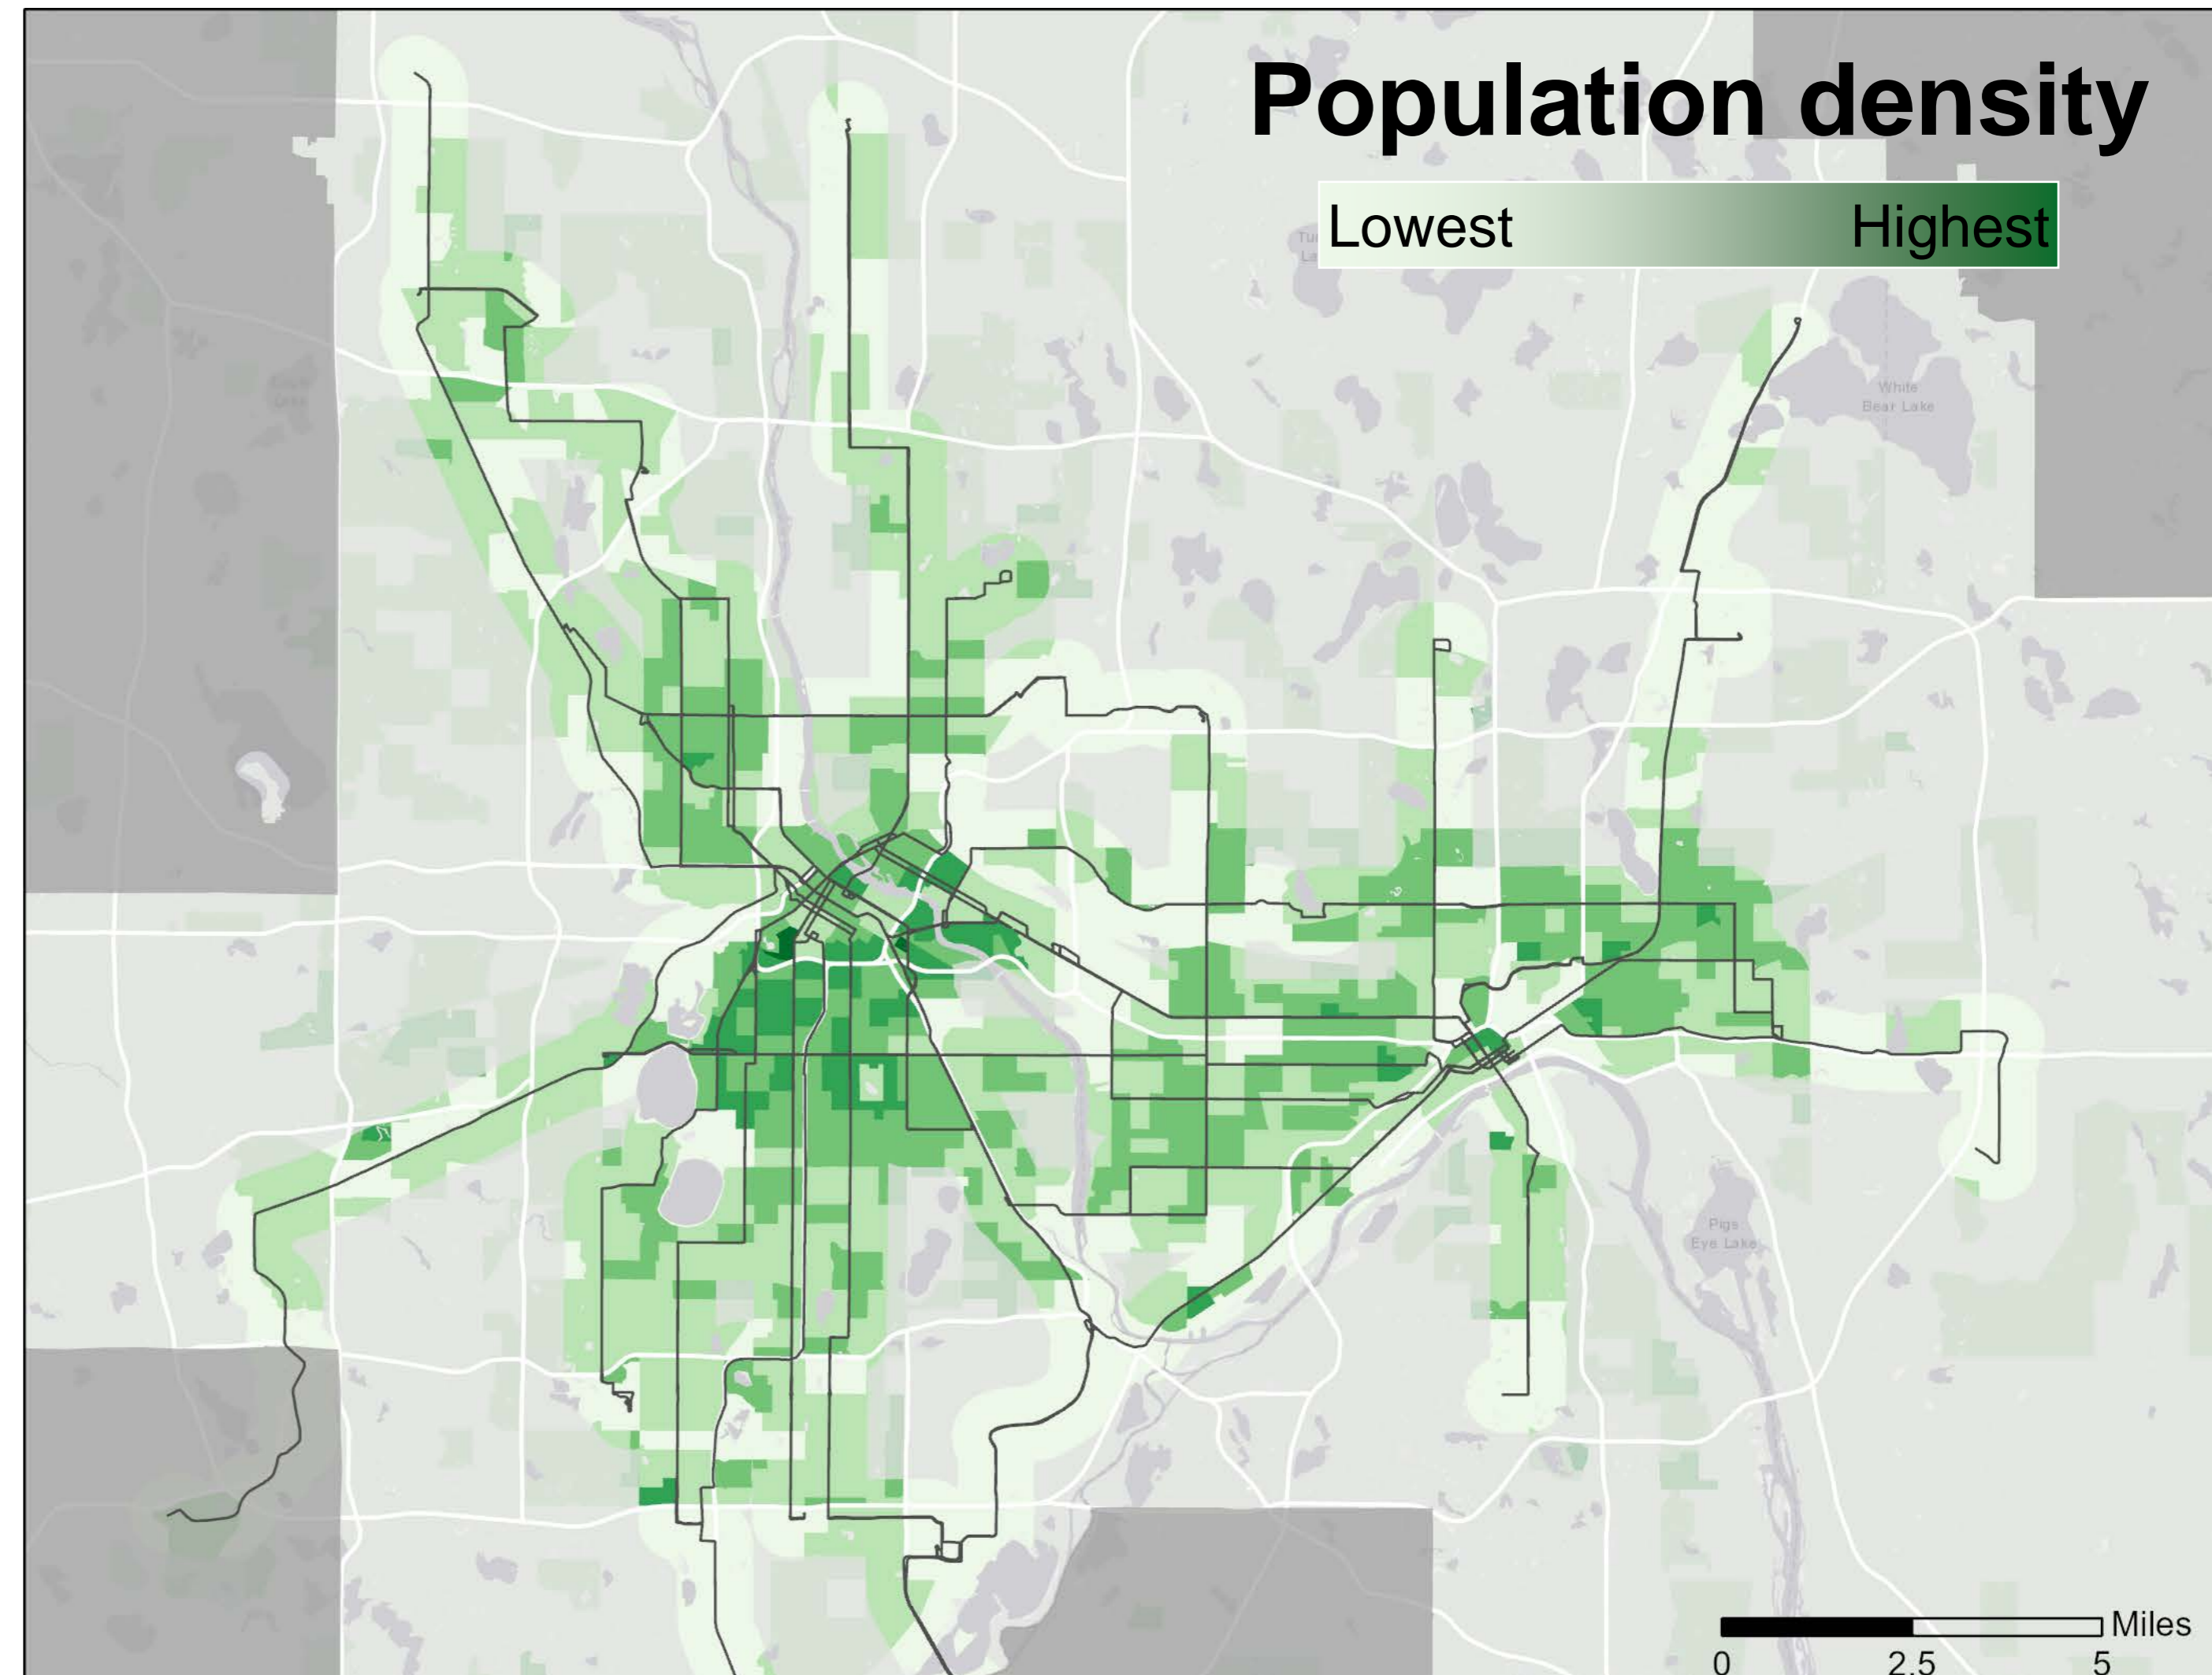 Population density
Lowest Highest
White
Bear Lake
Pigs
Eye Lake
Miles
0 2.5 5